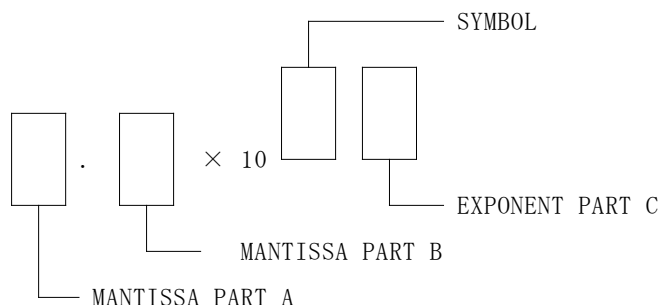 SYMBOL
. × 10
EXPONENT PART C
MANTISSA PART B
MANTISSA PART A